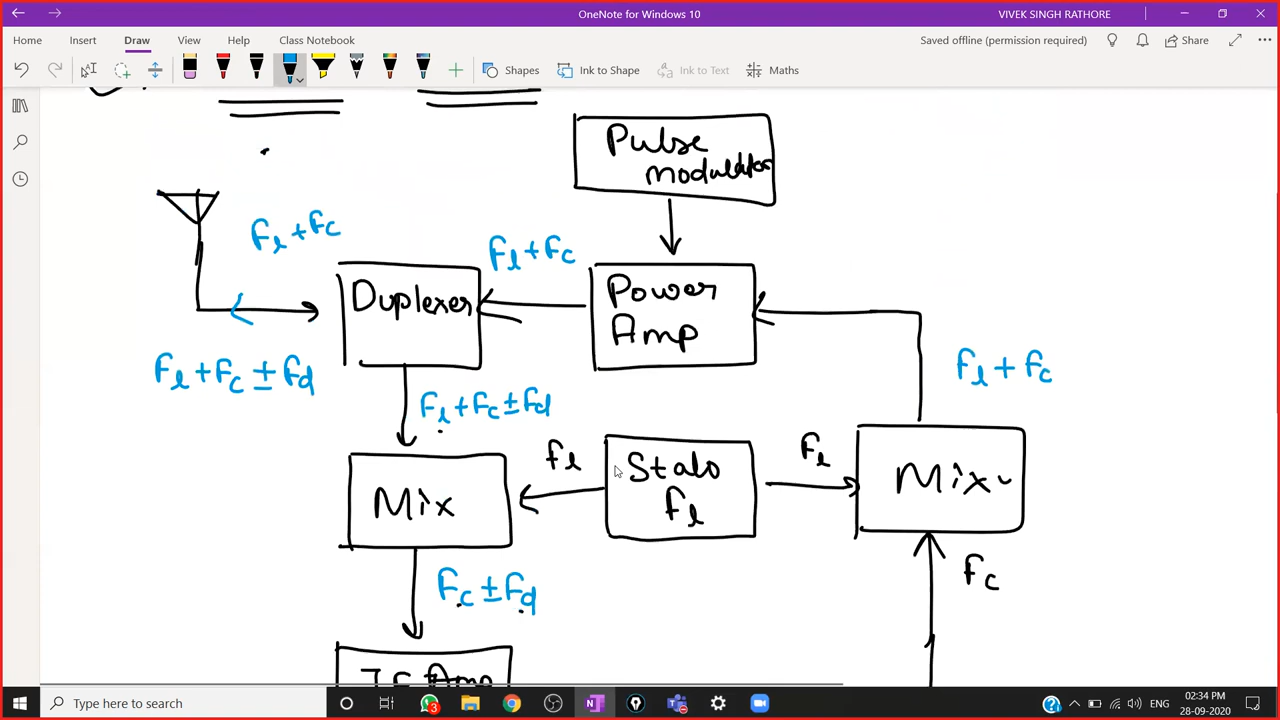 OneNote for Windows 10
VIVEK SINGH RATHORE
Home Insert Draw View Help Class Notebook
Saved offline (permission required)
Share
Shapes
Ink to Shape
Ink to Text
Maths
Pulse
modulator
fl + fc
fl + fc
Duplexer
Power
Amp
fl + fc ± fd
fl + fc
fl + fc ± fd
fl
Stalo
fl
fl
Mix
Mix
fc
fc ± fd
IF Amp
Type here to search
3
ENG
02:34 PM
28-09-2020